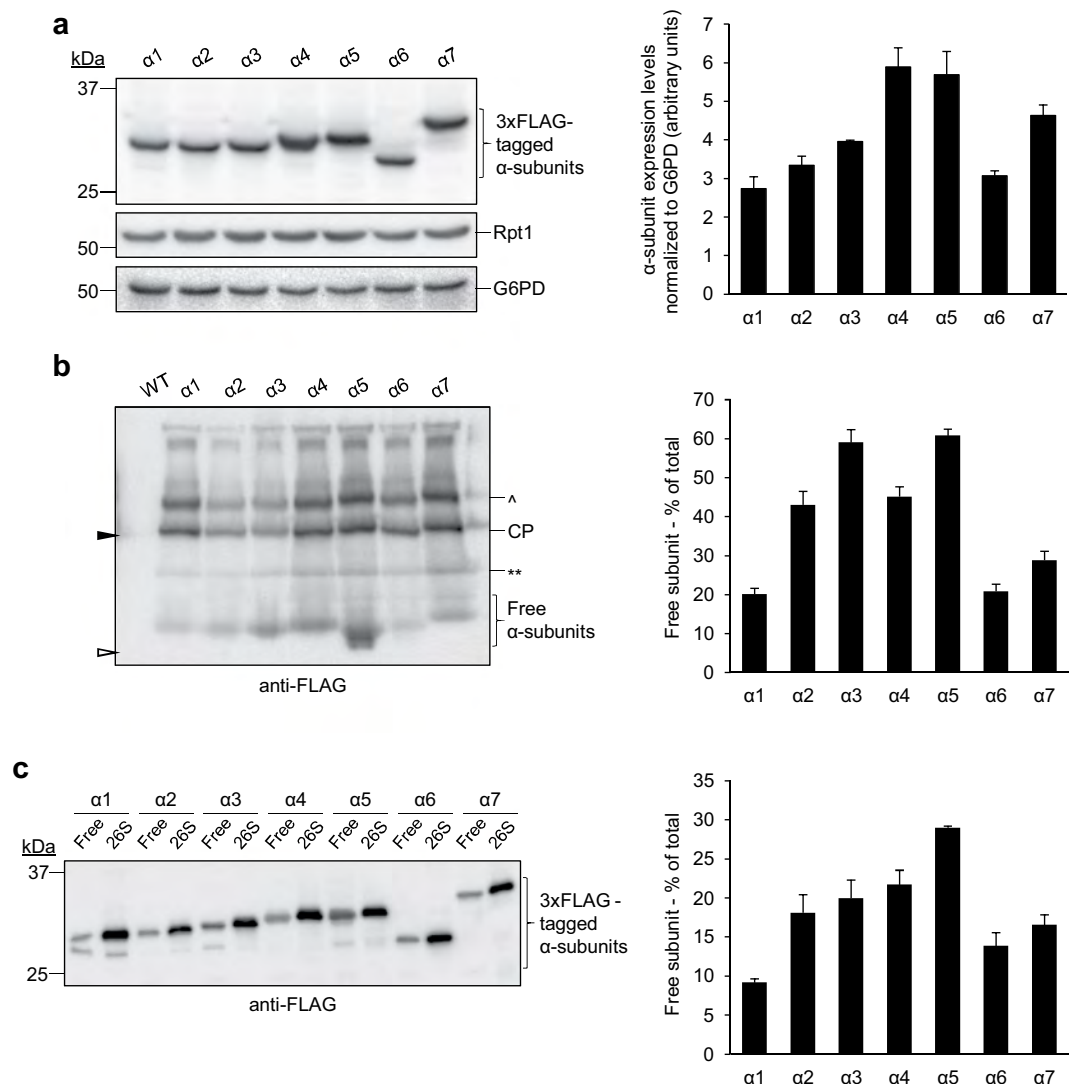 a
kDa
α1 α2 α3 α4 α5 α6 α7
37
25
3xFLAG-
tagged
α-subunits
50
Rpt1
50
G6PD
α-subunit expression levels
normalized to G6PD (arbitrary units)
7
6
5
4
3
2
1
0
α1 α2 α3 α4 α5 α6 α7
b
WT α1 α2 α3 α4 α5 α6 α7
^
CP
**
Free
α-subunits
anti-FLAG
Free subunit - % of total
70
60
50
40
30
20
10
0
α1 α2 α3 α4 α5 α6 α7
c
α1 α2 α3 α4 α5 α6 α7
Free 26S Free 26S Free 26S Free 26S Free 26S Free 26S Free 26S
kDa
37
25
3xFLAG -
tagged
α-subunits
anti-FLAG
Free subunit - % of total
35
30
25
20
15
10
5
0
α1 α2 α3 α4 α5 α6 α7